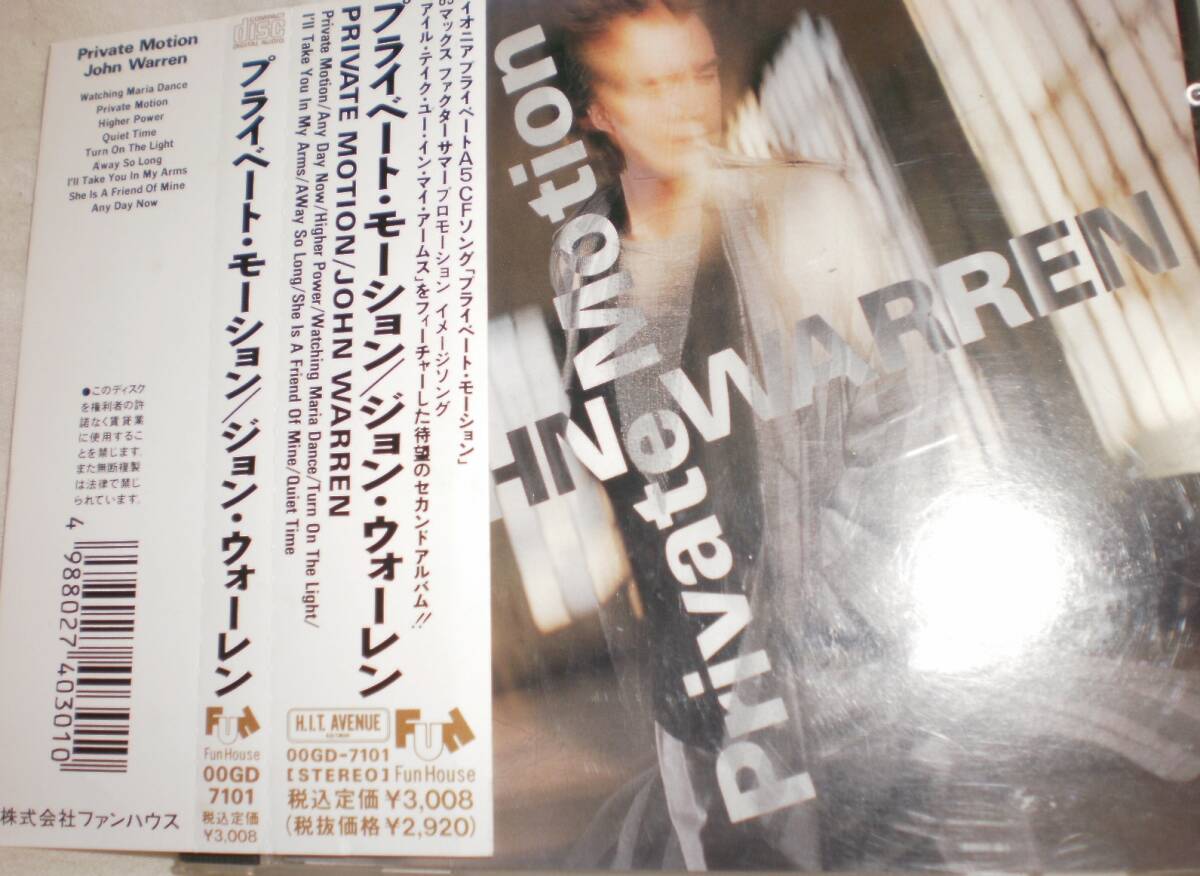 Private Motion
John Warren
Watching Maria Dance
Private Motion
Higher Power
Quiet Time
Turn On The Light
Away So Long
I'll Take You In My Arms
She Is A Friend Of Mine
Any Day Now
●このディスク
を権利者の許
諾なく賃貸業
に使用するこ
とを禁じます.
また無断複製
は法律で禁じ
られています.
4 988027 403010
株式会社ファンハウス
COMPACT
disc
DIGITAL AUDIO
プライベート・モーション/ジョン・ウォーレン
FUN
Fun House
00GD
7101
税込定価
¥3,008
イオニアプライベートA5CFソング「プライベート・モーション」
マックス ファクターサマープロモーション イメージソング
アイル・テイク・ユー・イン・マイ・アームス」をフィーチャーした待望のセカンドアルバム!!
プライベート・モーション/ジョン・ウォーレン
PRIVATE MOTION/JOHN WARREN
Private Motion/Any Day Now/Higher Power/Watching Maria Dance/Turn On The Light/
I'll Take You In My Arms/AWay So Long/She Is A Friend Of Mine/Quiet Time
H.I.T. AVENUE
FUN
00GD-7101
[STEREO] Fun House
税込定価¥3,008
(税抜価格¥2,920)
Private Motion
HN WARREN